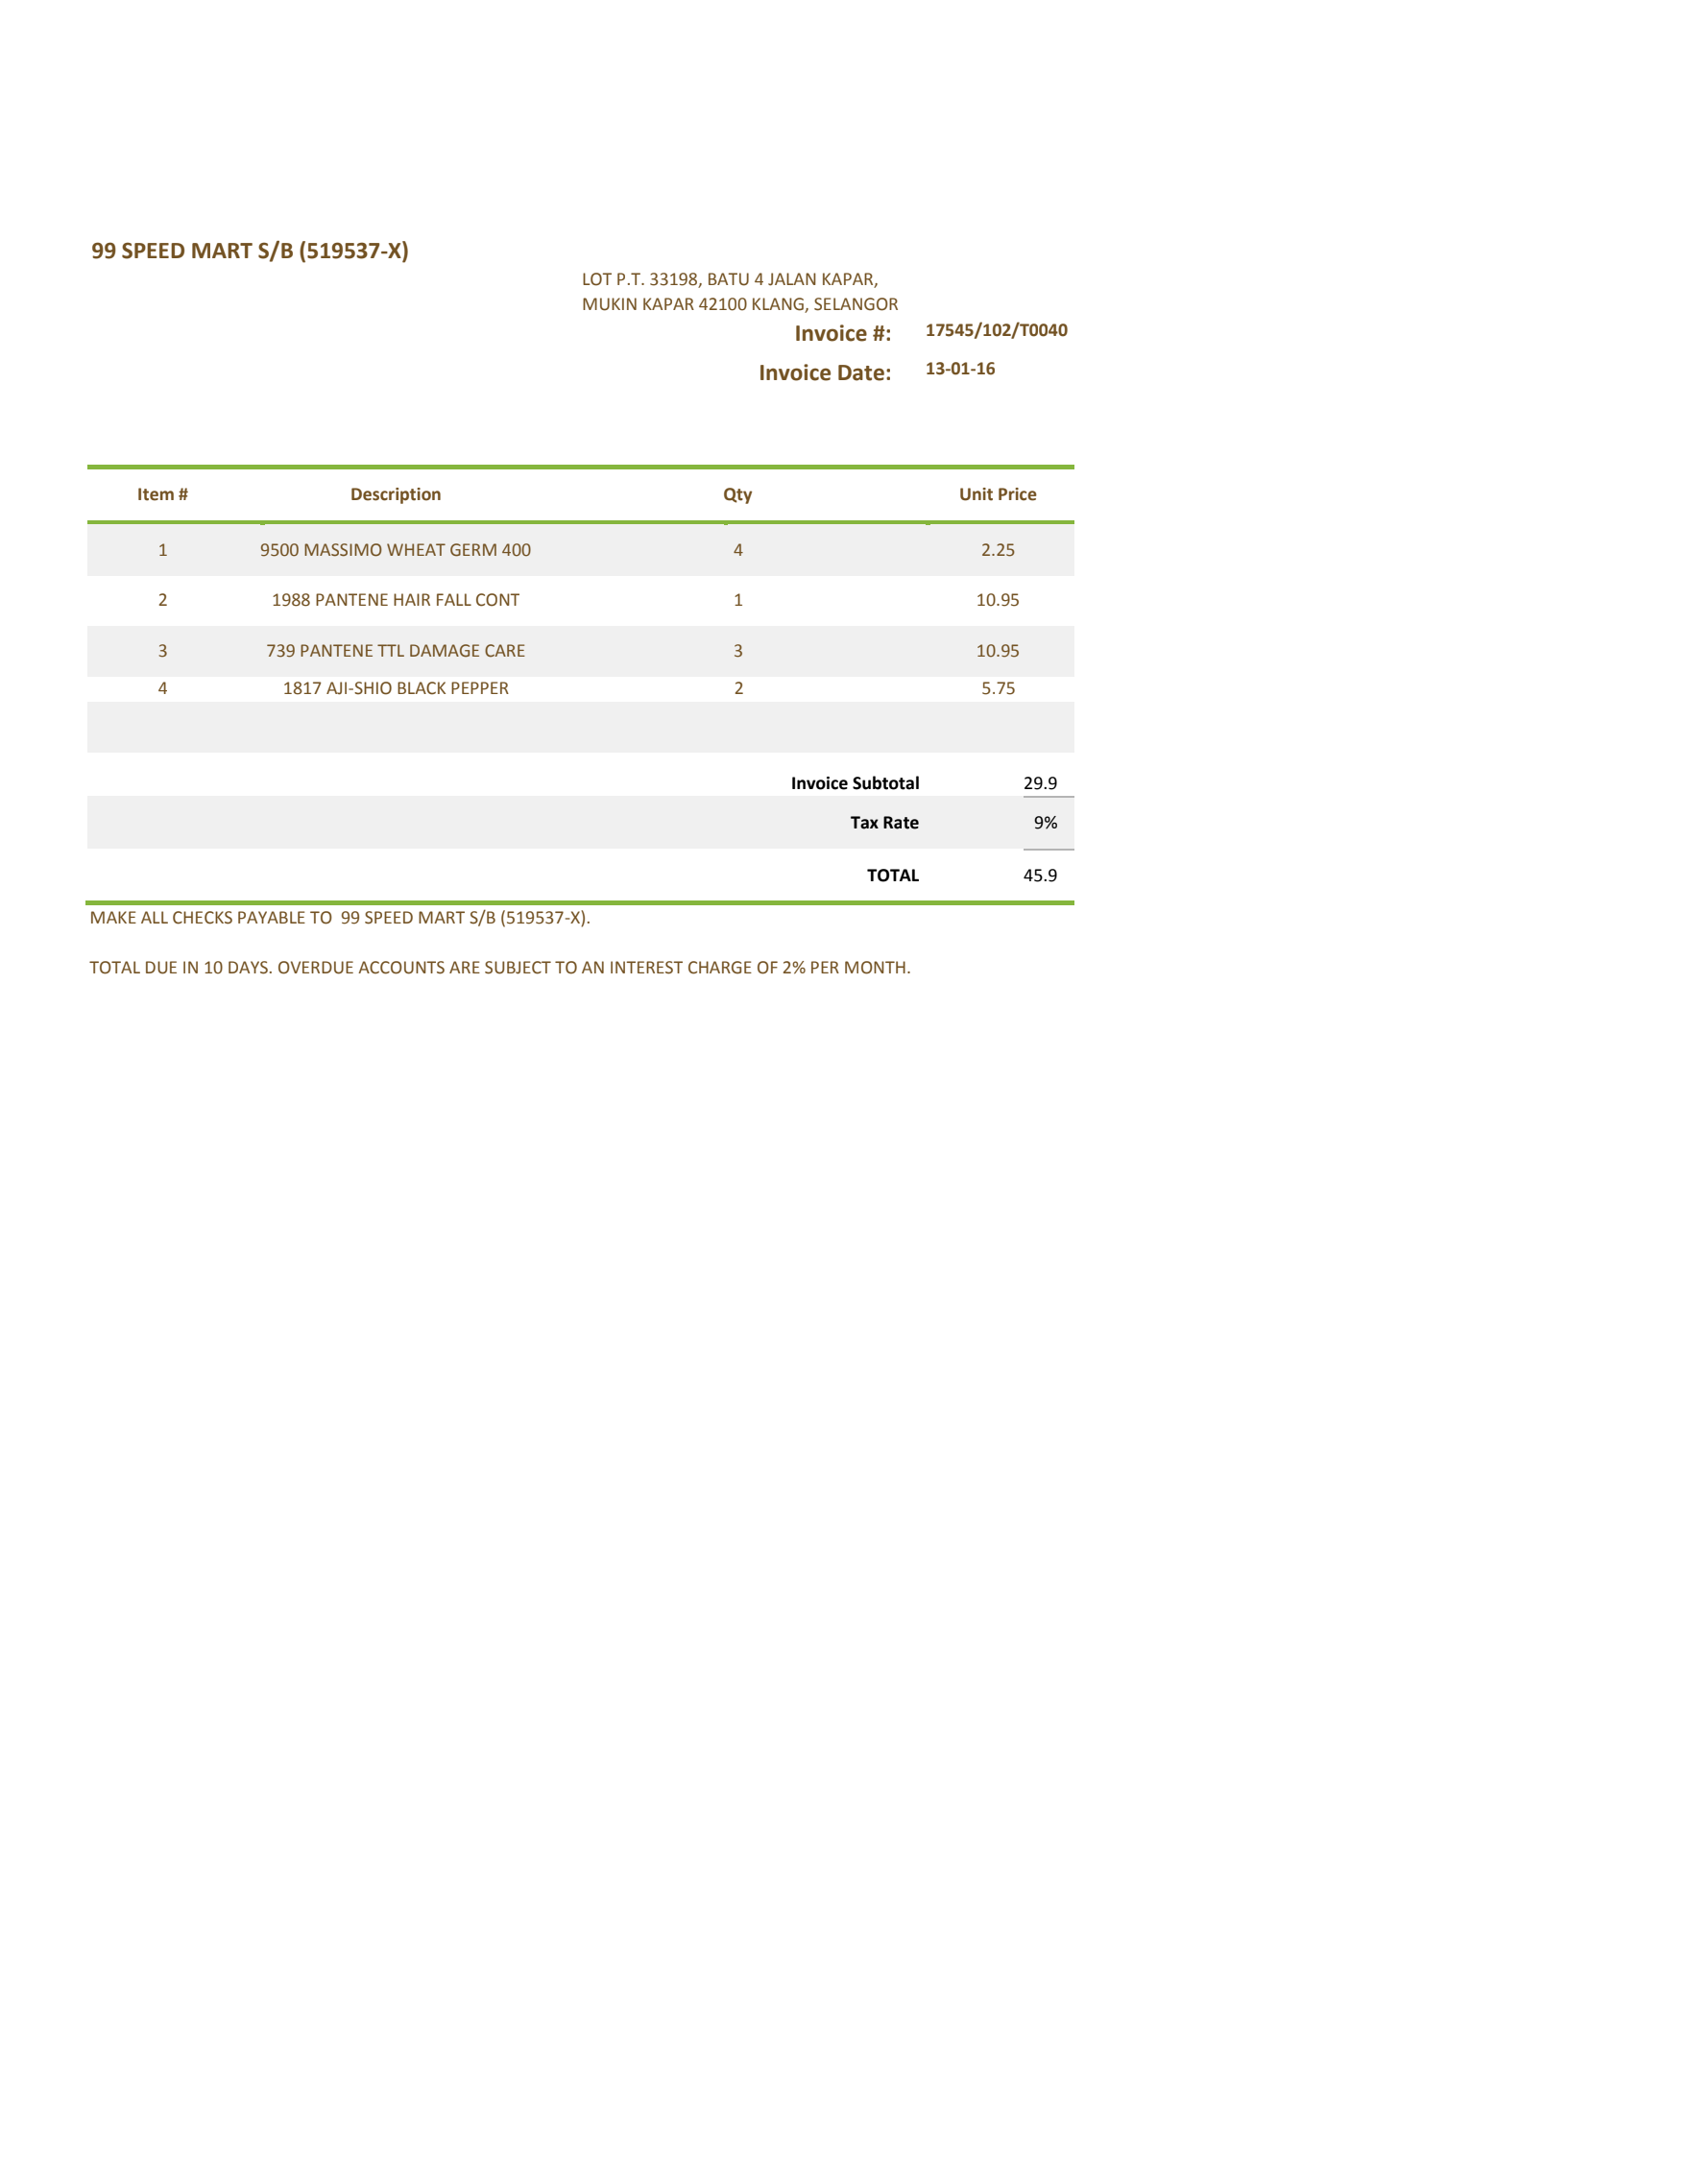 99 SPEED MART S/B (519537-X)
LOT P.T. 33198, BATU 4 JALAN KAPAR,
MUKIN KAPAR 42100 KLANG, SELANGOR
Invoice #: 17545/102/T0040
Invoice Date: 13-01-16
Item # Description Qty Unit Price
1 9500 MASSIMO WHEAT GERM 400 4 2.25
2 1988 PANTENE HAIR FALL CONT 1 10.95
3 739 PANTENE TTL DAMAGE CARE 3 10.95
4 1817 AJI-SHIO BLACK PEPPER 2 5.75
Invoice Subtotal 29.9
Tax Rate 9%
TOTAL 45.9
MAKE ALL CHECKS PAYABLE TO  99 SPEED MART S/B (519537-X).
TOTAL DUE IN 10 DAYS. OVERDUE ACCOUNTS ARE SUBJECT TO AN INTEREST CHARGE OF 2% PER MONTH.